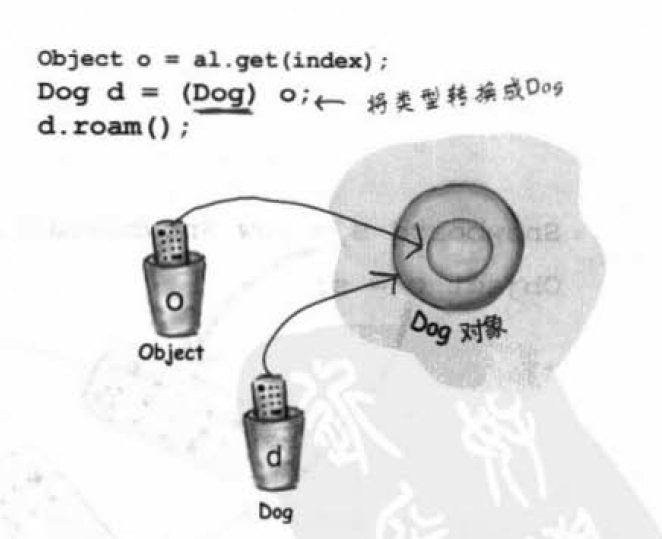 Object o = al.get(index);
Dog d = (Dog) o;← 将类型转换成Dog
d.roam();
o
Object
Dog 对象
d
Dog